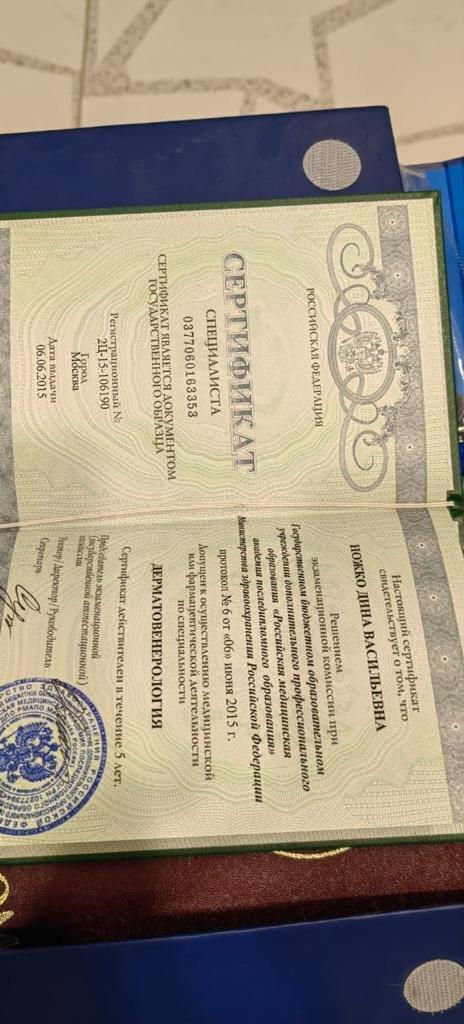 РОССИЙСКАЯ ФЕДЕРАЦИЯ
СЕРТИФИКАТ
СПЕЦИАЛИСТА
0377060163353
СЕРТИФИКАТ ЯВЛЯЕТСЯ ДОКУМЕНТОМ
ГОСУДАРСТВЕННОГО ОБРАЗЦА
Регистрационный №
2Ц-15-106190
Город
Москва
Дата выдачи
06.06.2015
Настоящий сертификат
свидетельствует о том, что
НОЖКО ДИНА ВАСИЛЬЕВНА
Решением
экзаменационной комиссии при
Государственном бюджетном образовательном
учреждении дополнительного профессионального
образования «Российская медицинская
академия последипломного образования»
Министерства здравоохранения Российской Федерации
протокол № 6 от «06» июня 2015 г.
Допущен к осуществлению медицинской
или фармацевтической деятельности
по специальности
ДЕРМАТОВЕНЕРОЛОГИЯ
Сертификат действителен в течение 5 лет.
Председатель экзаменационной
(государственной аттестационной)
комиссии
Ректор/Директор/Руководитель
Секретарь